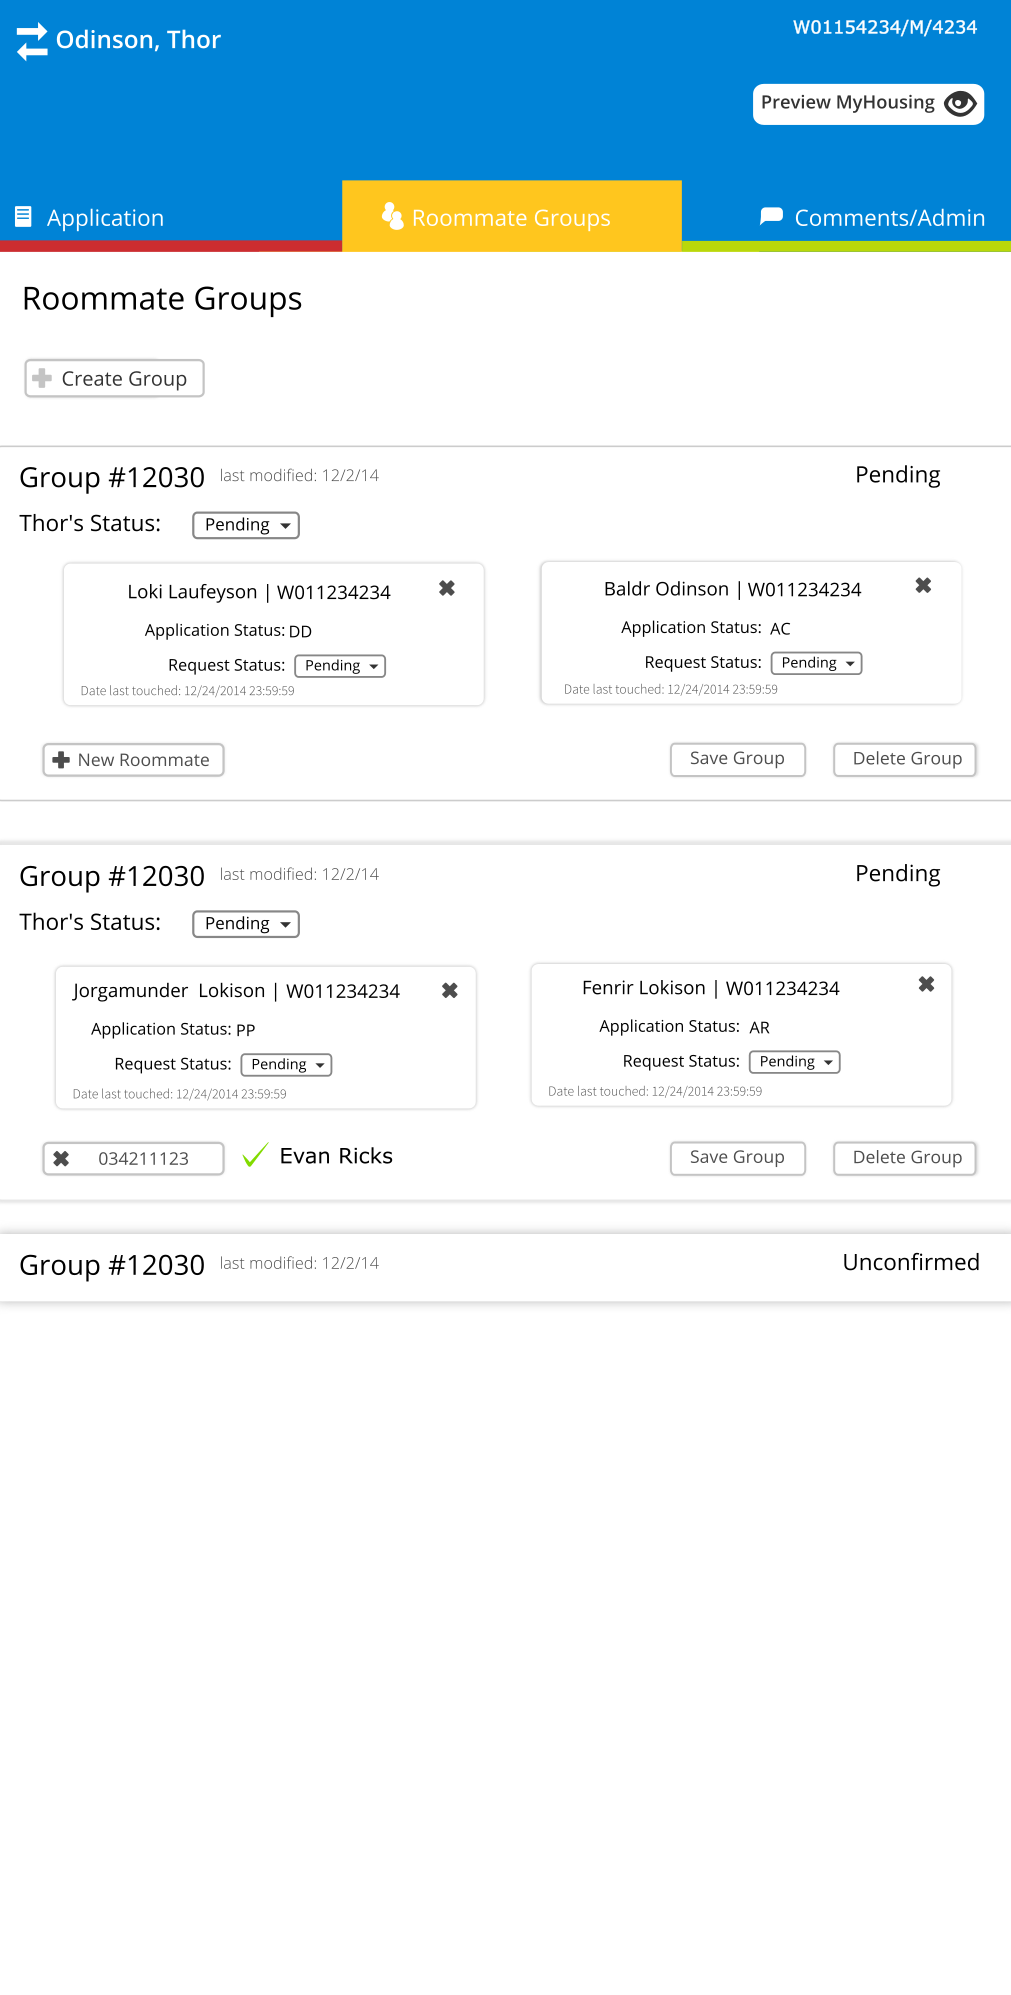 Odinson, Thor
W01154234/M/4234
Preview MyHousing
Application
Roommate Groups
Comments/Admin
Roommate Groups
Create Group
Group #12030 last modified: 12/2/14 Pending
Thor's Status: Pending
Loki Laufeyson | W011234234
Application Status: DD
Request Status: Pending
Date last touched: 12/24/2014 23:59:59
Baldr Odinson | W011234234
Application Status: AC
Request Status: Pending
Date last touched: 12/24/2014 23:59:59
New Roommate
Save Group
Delete Group
Group #12030 last modified: 12/2/14 Pending
Thor's Status: Pending
Jorgamunder Lokison | W011234234
Application Status: PP
Request Status: Pending
Date last touched: 12/24/2014 23:59:59
Fenrir Lokison | W011234234
Application Status: AR
Request Status: Pending
Date last touched: 12/24/2014 23:59:59
034211123
Evan Ricks
Save Group
Delete Group
Group #12030 last modified: 12/2/14 Unconfirmed